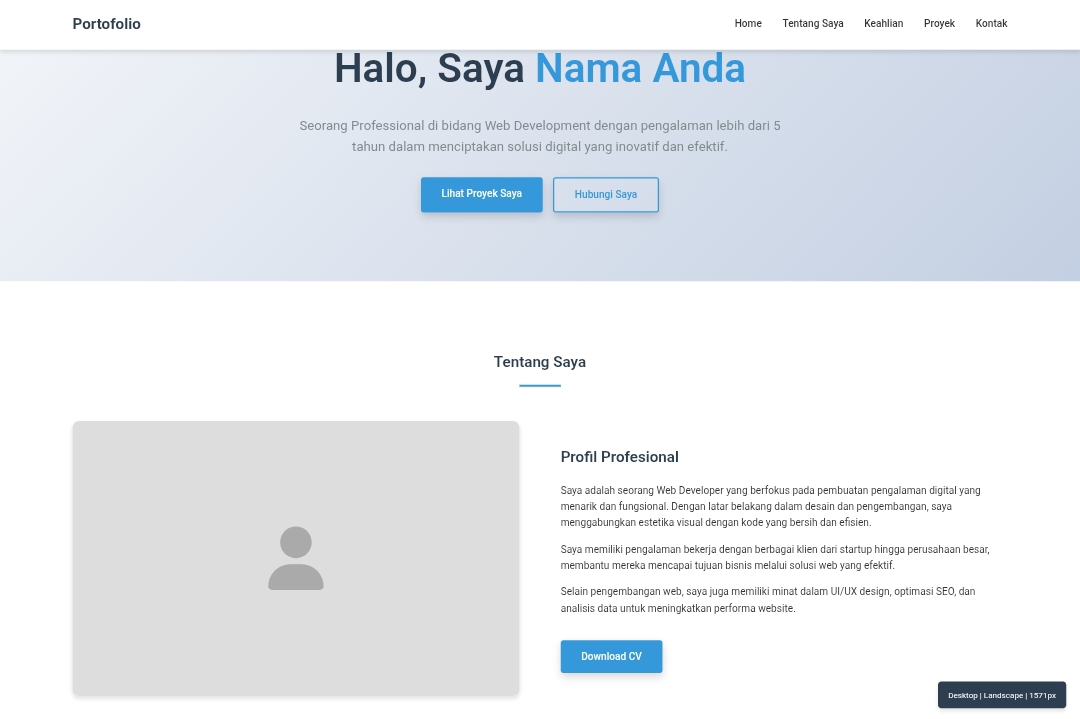 Portofolio
Home Tentang Saya Keahlian Proyek Kontak
Halo, Saya Nama Anda
Seorang Professional di bidang Web Development dengan pengalaman lebih dari 5
tahun dalam menciptakan solusi digital yang inovatif dan efektif.
Lihat Proyek Saya Hubungi Saya
Tentang Saya
Profil Profesional
Saya adalah seorang Web Developer yang berfokus pada pembuatan pengalaman digital yang
menarik dan fungsional. Dengan latar belakang dalam desain dan pengembangan, saya
menggabungkan estetika visual dengan kode yang bersih dan efisien.
Saya memiliki pengalaman bekerja dengan berbagai klien dari startup hingga perusahaan besar,
membantu mereka mencapai tujuan bisnis melalui solusi web yang efektif.
Selain pengembangan web, saya juga memiliki minat dalam UI/UX design, optimasi SEO, dan
analisis data untuk meningkatkan performa website.
Download CV
Desktop | Landscape | 1571px